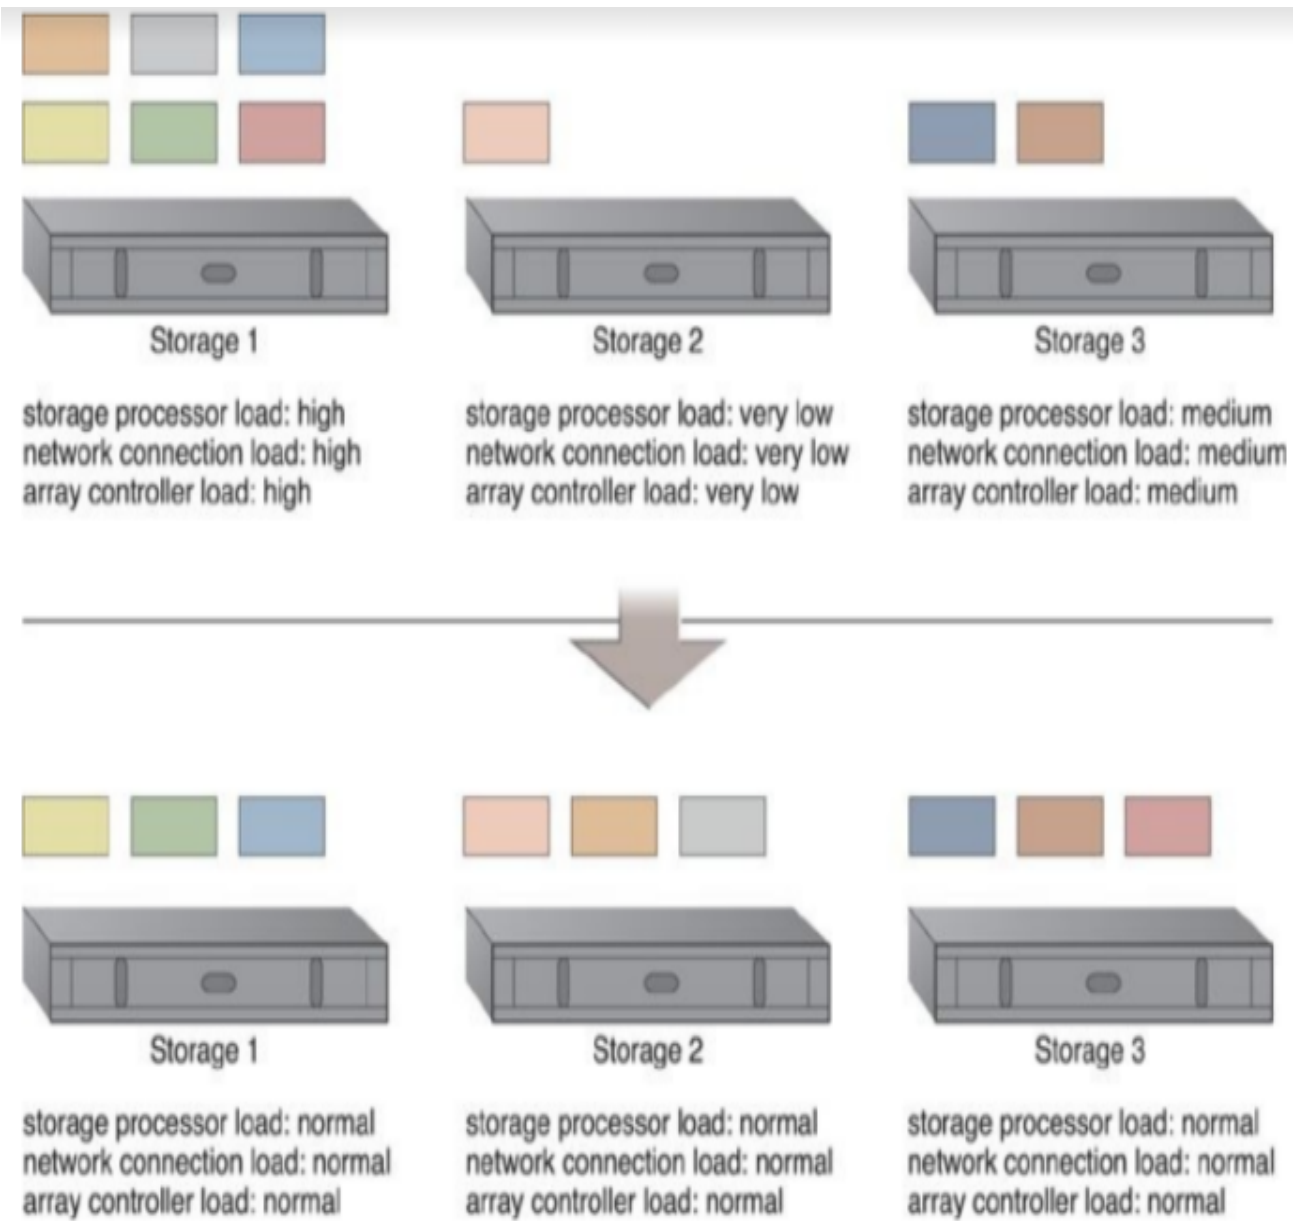 Storage 1
storage processor load: high
network connection load: high
array controller load: high
Storage 2
storage processor load: very low
network connection load: very low
array controller load: very low
Storage 3
storage processor load: medium
network connection load: medium
array controller load: medium
Storage 1
storage processor load: normal
network connection load: normal
array controller load: normal
Storage 2
storage processor load: normal
network connection load: normal
array controller load: normal
Storage 3
storage processor load: normal
network connection load: normal
array controller load: normal